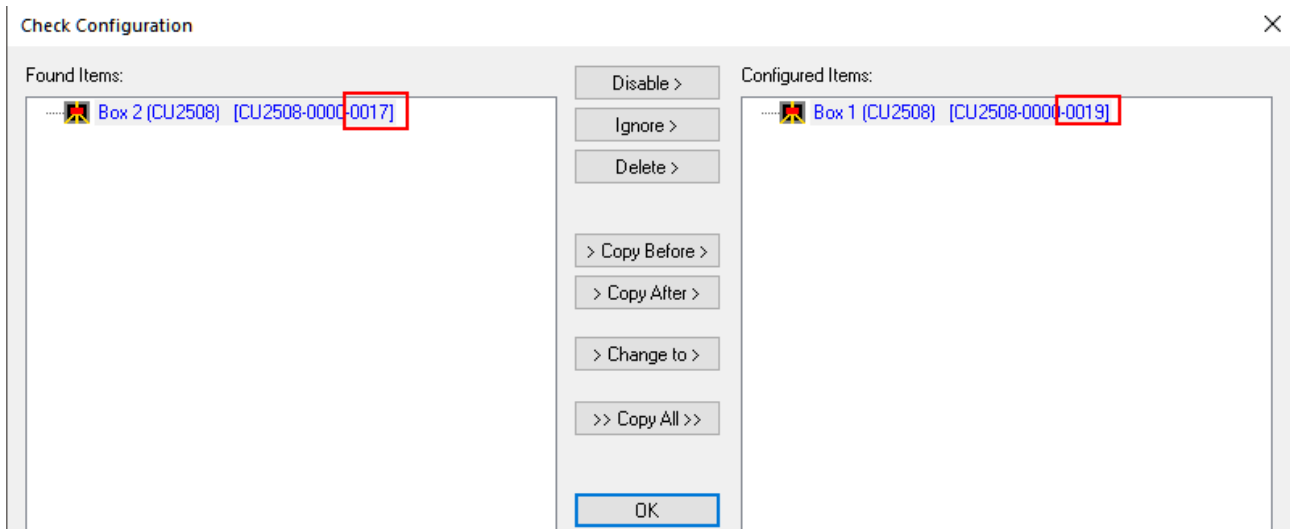 Check Configuration
Found Items:
Box 2 (CU2508) [CU2508-0000-0017]
Disable >
Ignore >
Delete >
> Copy Before >
> Copy After >
> Change to >
>> Copy All >>
OK
Configured Items:
Box 1 (CU2508) [CU2508-0000-0019]